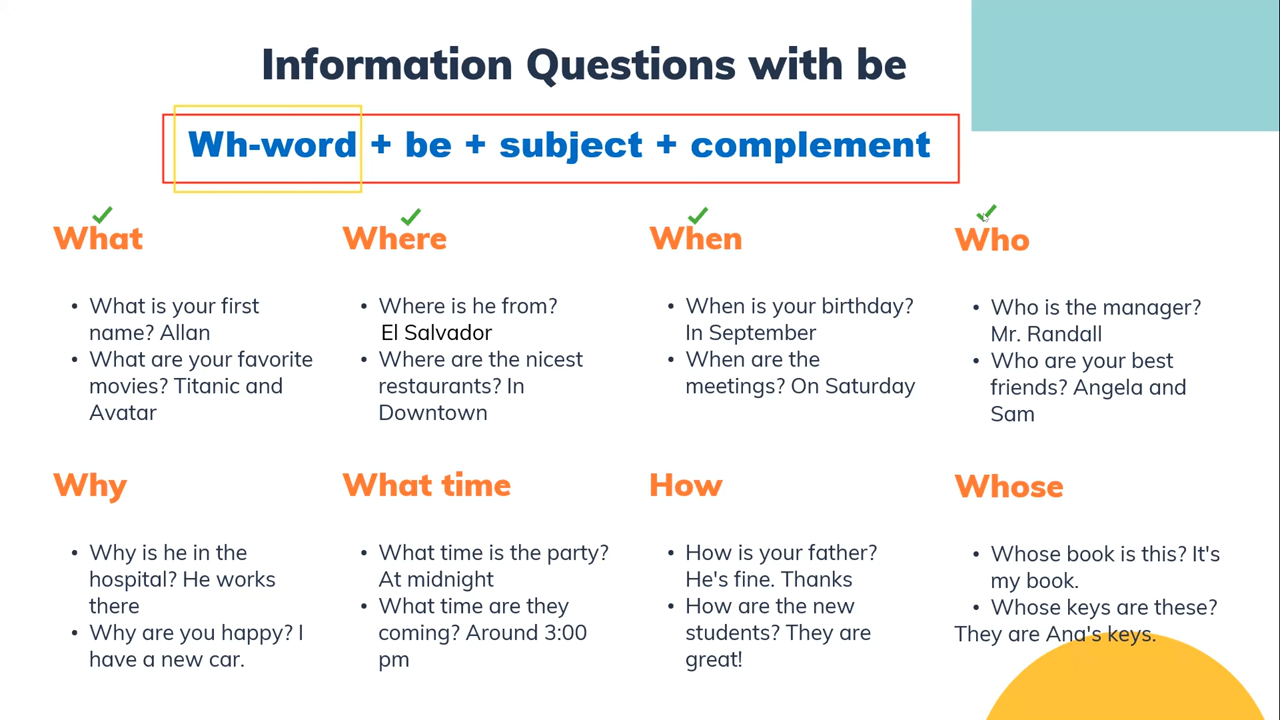 Information Questions with be
Wh-word + be + subject + complement
What
• What is your first
name? Allan
• What are your favorite
movies? Titanic and
Avatar
Where
• Where is he from?
El Salvador
• Where are the nicest
restaurants? In
Downtown
When
• When is your birthday?
In September
• When are the
meetings? On Saturday
Who
• Who is the manager?
Mr. Randall
• Who are your best
friends? Angela and
Sam
Why
• Why is he in the
hospital? He works
there
• Why are you happy? I
have a new car.
What time
• What time is the party?
At midnight
• What time are they
coming? Around 3:00
pm
How
• How is your father?
He's fine. Thanks
• How are the new
students? They are
great!
Whose
• Whose book is this? It's
my book.
• Whose keys are these?
They are Ana's keys.